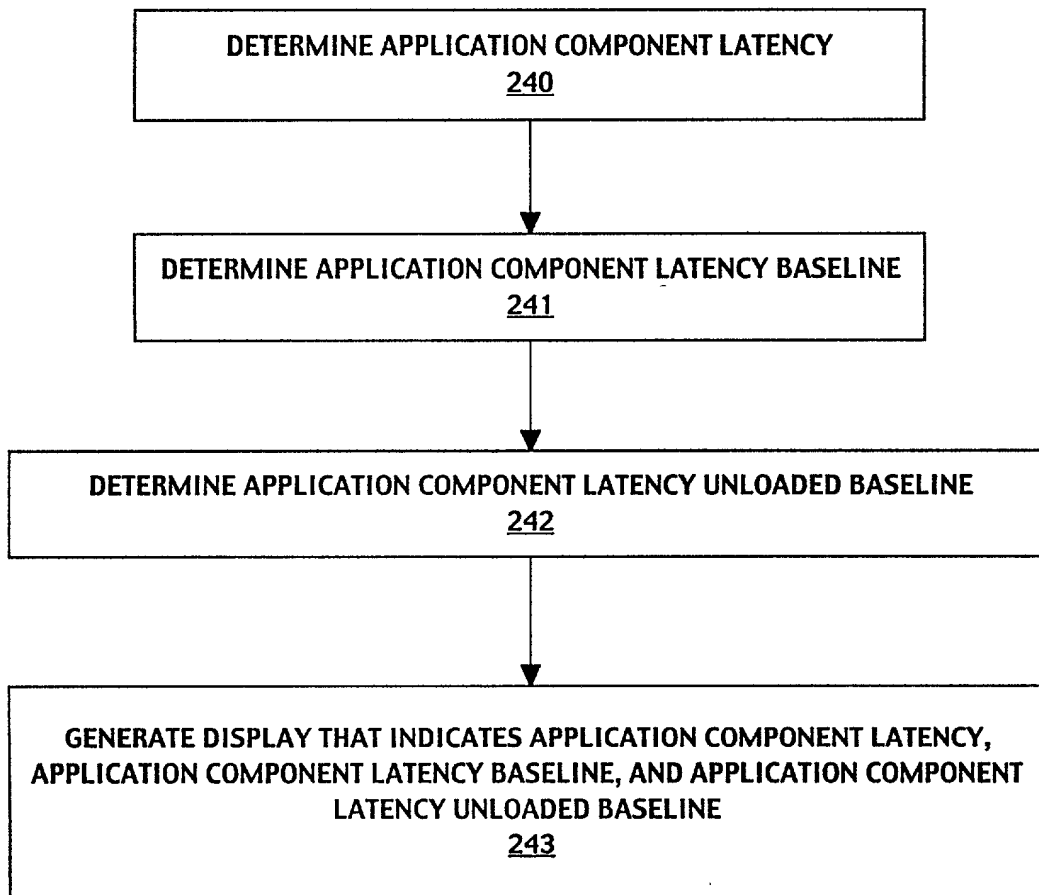 DETERMINE APPLICATION COMPONENT LATENCY
240
DETERMINE APPLICATION COMPONENT LATENCY BASELINE
241
DETERMINE APPLICATION COMPONENT LATENCY UNLOADED BASELINE
242
GENERATE DISPLAY THAT INDICATES APPLICATION COMPONENT LATENCY,
APPLICATION COMPONENT LATENCY BASELINE, AND APPLICATION COMPONENT
LATENCY UNLOADED BASELINE
243